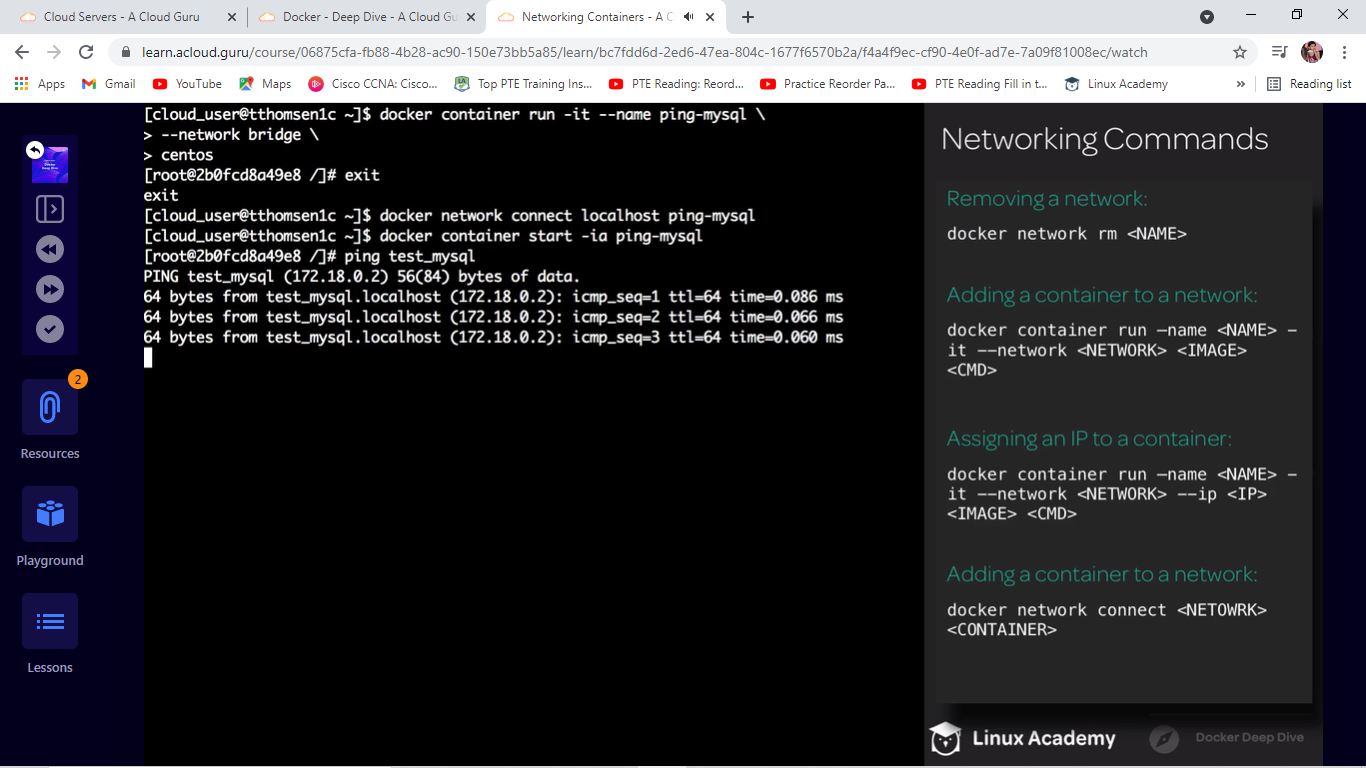 Cloud Servers - A Cloud Guru
Docker - Deep Dive - A Cloud Gu
Networking Containers - A C
learn.acloud.guru/course/06875cfa-fb88-4b28-ac90-150e73bb5a85/learn/bc7fdd6d-2ed6-47ea-804c-1677f6570b2a/f4a4f9ec-cf90-4e0f-ad7e-7a09f81008ec/watch
Apps
Gmail
YouTube
Maps
Cisco CCNA: Cisco...
Top PTE Training Ins...
PTE Reading: Reord...
Practice Reorder Pa...
PTE Reading Fill in t...
Linux Academy
»
Reading list
Docker
Deep Dive
2
Resources
Playground
Lessons
[cloud_user@tthomsen1c ~]$ docker container run -it --name ping-mysql \
> --network bridge \
> centos
[root@2b0fcd8a49e8 /]# exit
exit
[cloud_user@tthomsen1c ~]$ docker network connect localhost ping-mysql
[cloud_user@tthomsen1c ~]$ docker container start -ia ping-mysql
[root@2b0fcd8a49e8 /]# ping test_mysql
PING test_mysql (172.18.0.2) 56(84) bytes of data.
64 bytes from test_mysql.localhost (172.18.0.2): icmp_seq=1 ttl=64 time=0.086 ms
64 bytes from test_mysql.localhost (172.18.0.2): icmp_seq=2 ttl=64 time=0.066 ms
64 bytes from test_mysql.localhost (172.18.0.2): icmp_seq=3 ttl=64 time=0.060 ms
Networking Commands
Removing a network:
docker network rm <NAME>
Adding a container to a network:
docker container run –name <NAME> –
it --network <NETWORK> <IMAGE>
<CMD>
Assigning an IP to a container:
docker container run –name <NAME> –
it --network <NETWORK> --ip <IP>
<IMAGE> <CMD>
Adding a container to a network:
docker network connect <NETOWRK>
<CONTAINER>
Linux Academy
Docker Deep Dive